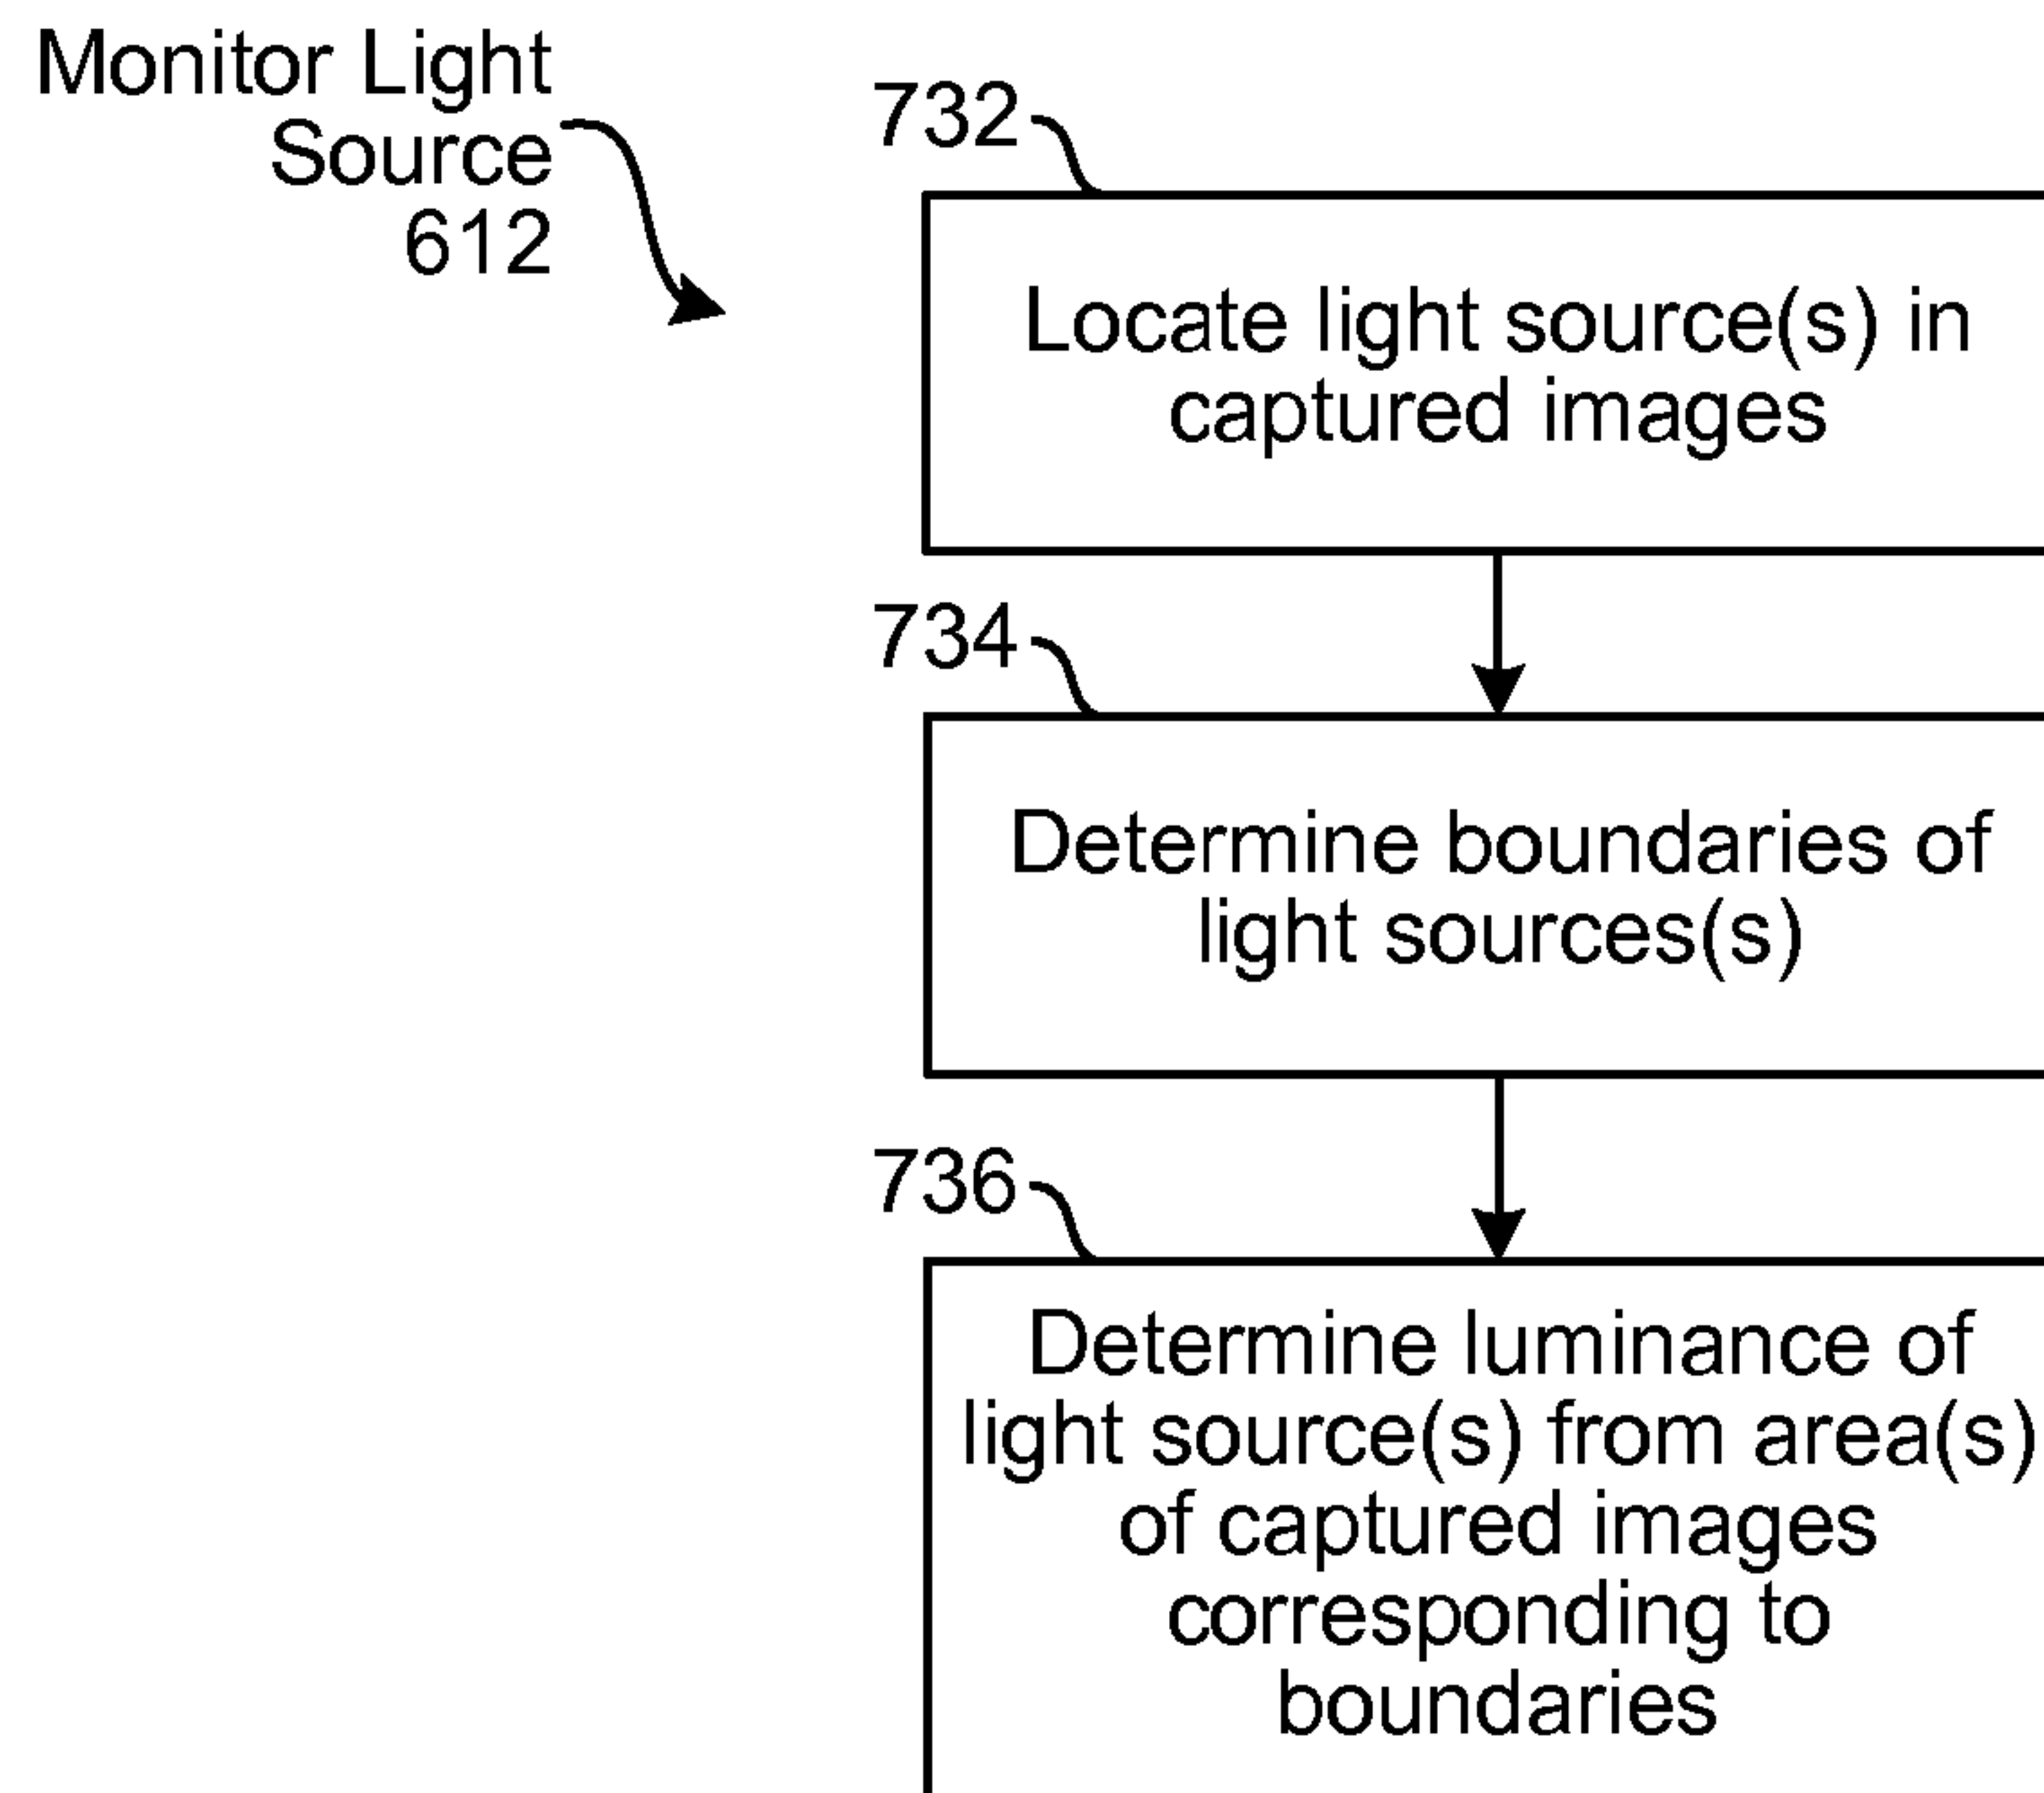 Monitor Light
Source
612
732
Locate light source(s) in
captured images
734
Determine boundaries of
light sources(s)
736
Determine luminance of
light source(s) from area(s)
of captured images
corresponding to
boundaries